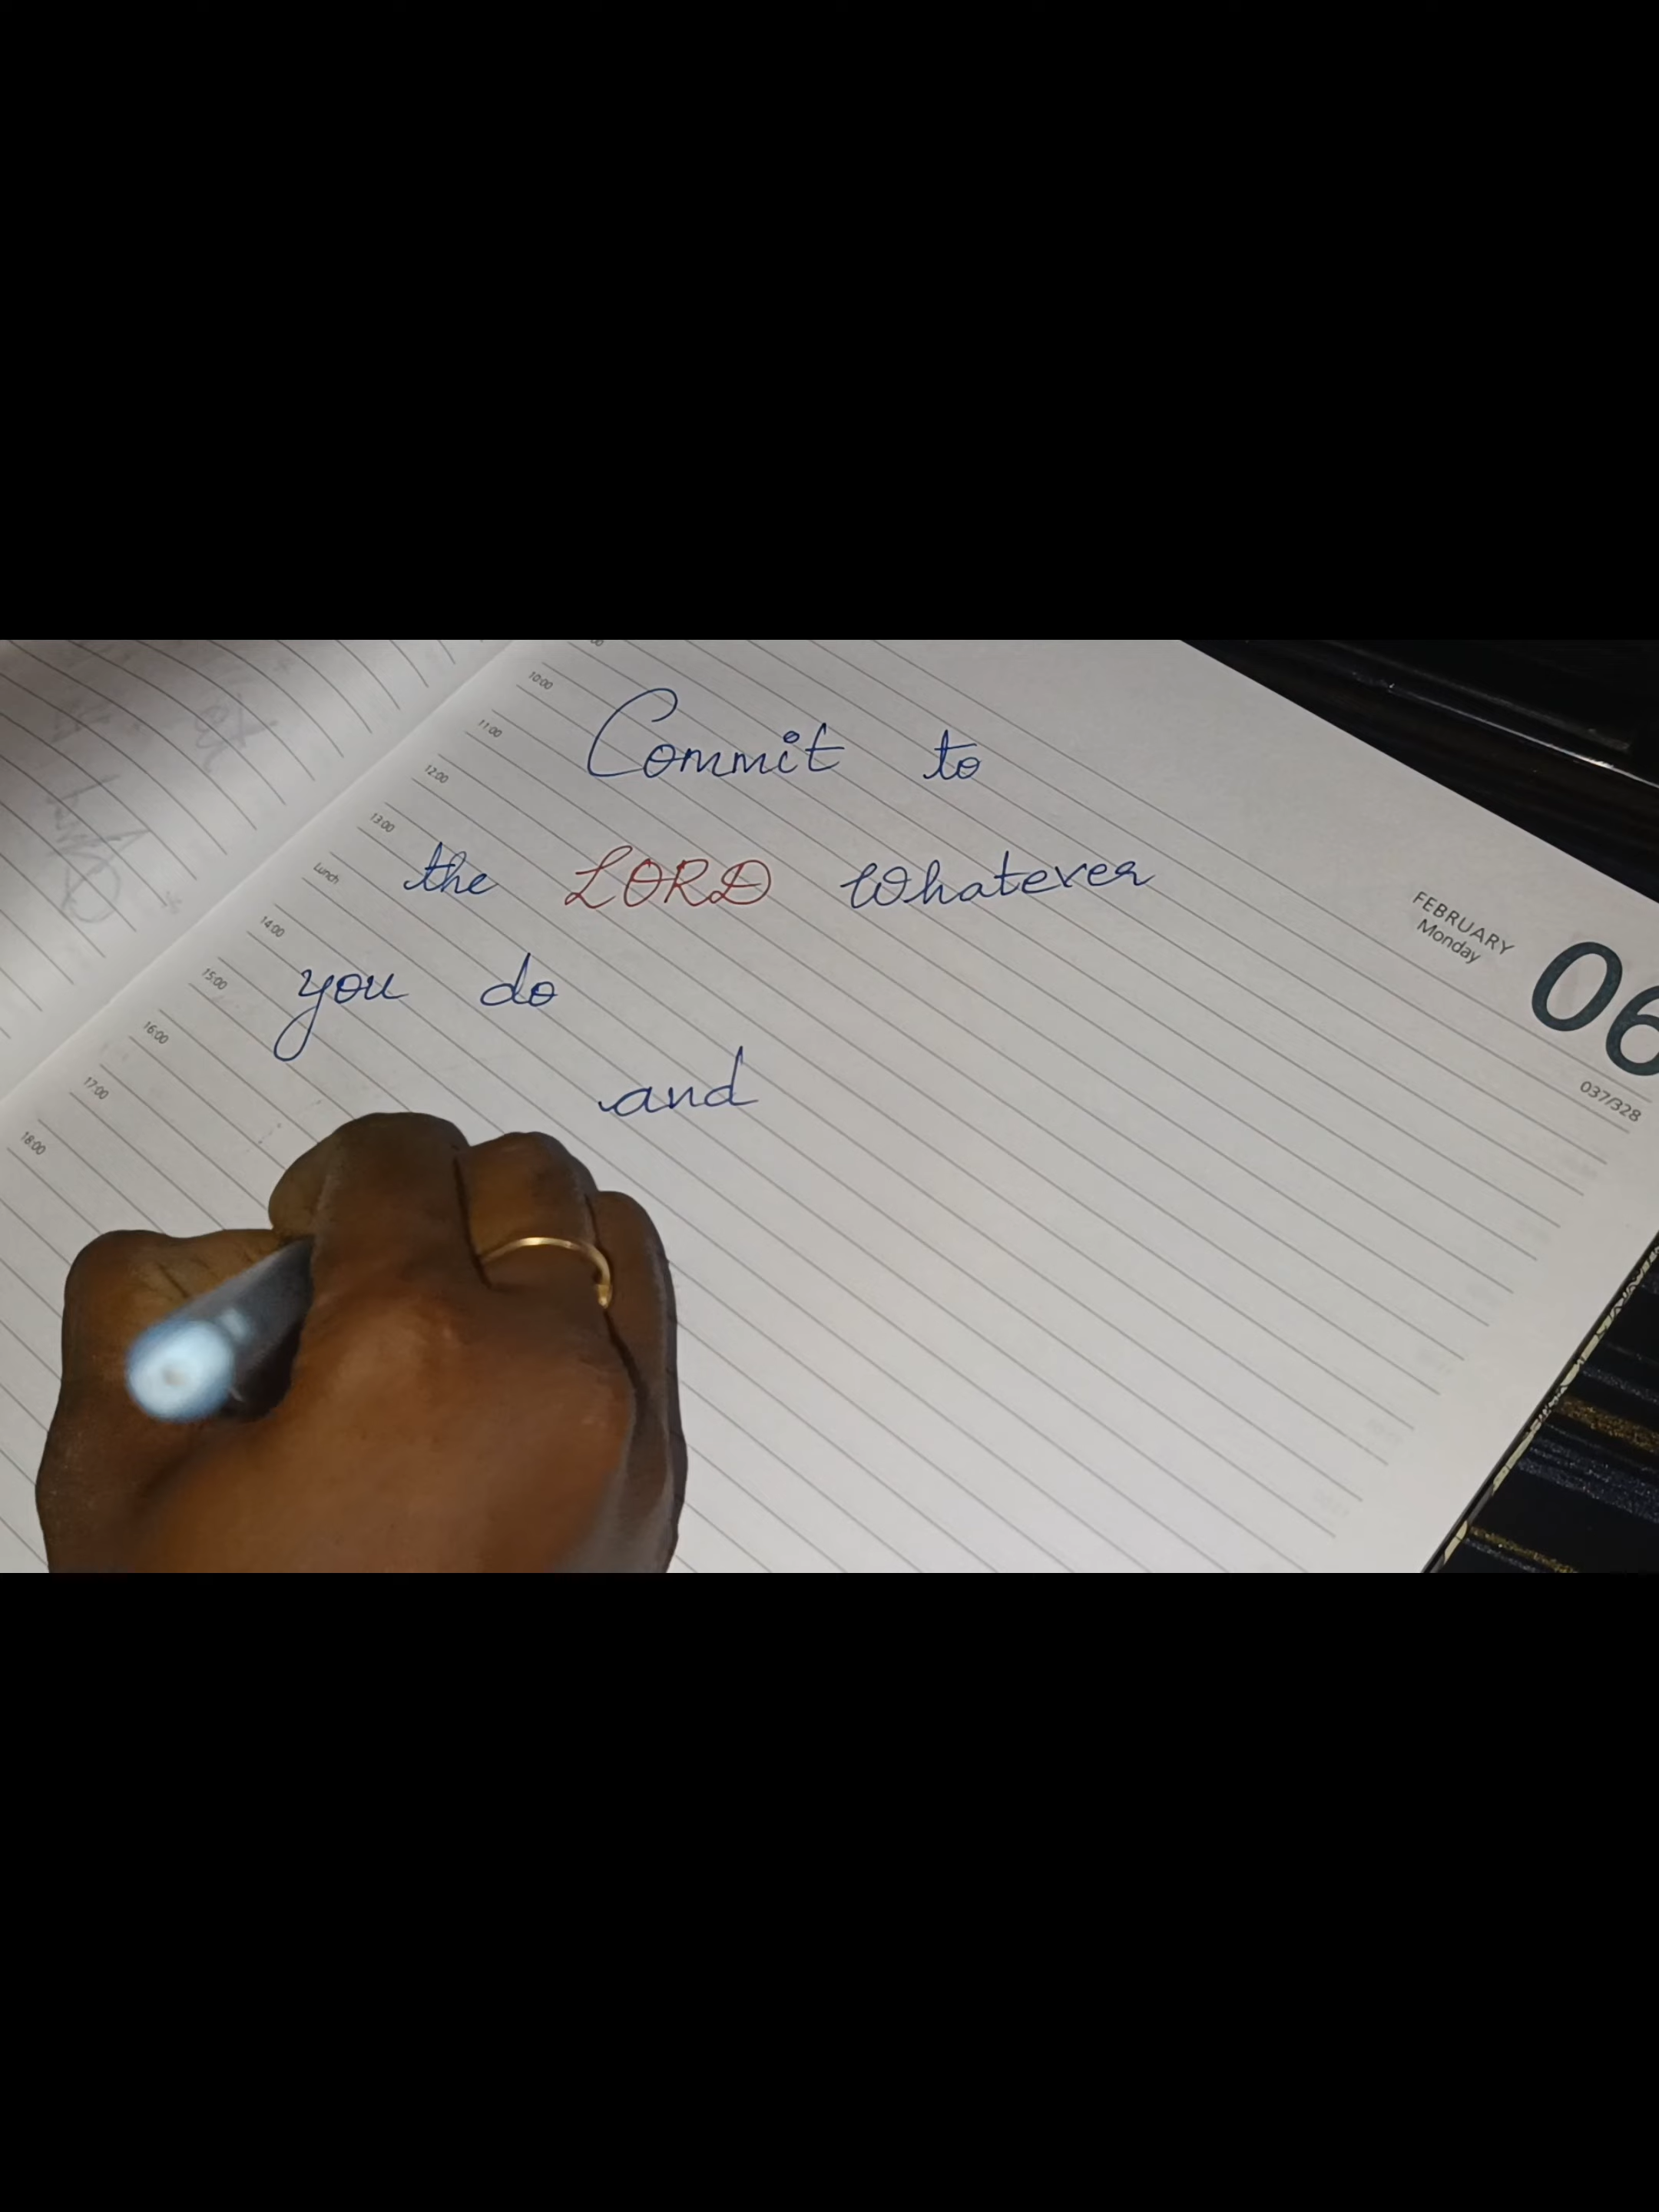 00
10:00
11:00
12:00
13:00
Lunch
14:00
15:00
16:00
17:00
18:00
Commit to
the LORD Whatever
you do
and
FEBRUARY
Monday
06
037/328